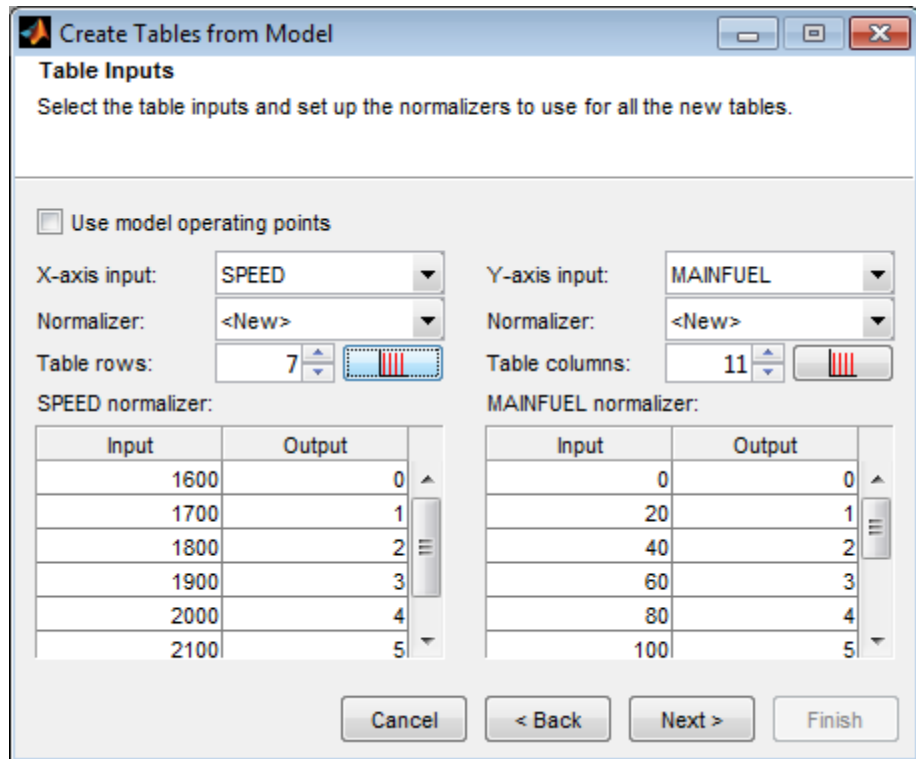 Create Tables from Model
Table Inputs
Select the table inputs and set up the normalizers to use for all the new tables.
Use model operating points
X-axis input: SPEED Y-axis input: MAINFUEL
Normalizer: <New> Normalizer: <New>
Table rows: 7 Table columns: 11
SPEED normalizer: MAINFUEL normalizer:
Input Output Input Output
1600 0 0 0
1700 1 20 1
1800 2 40 2
1900 3 60 3
2000 4 80 4
2100 5 100 5
Cancel < Back Next > Finish